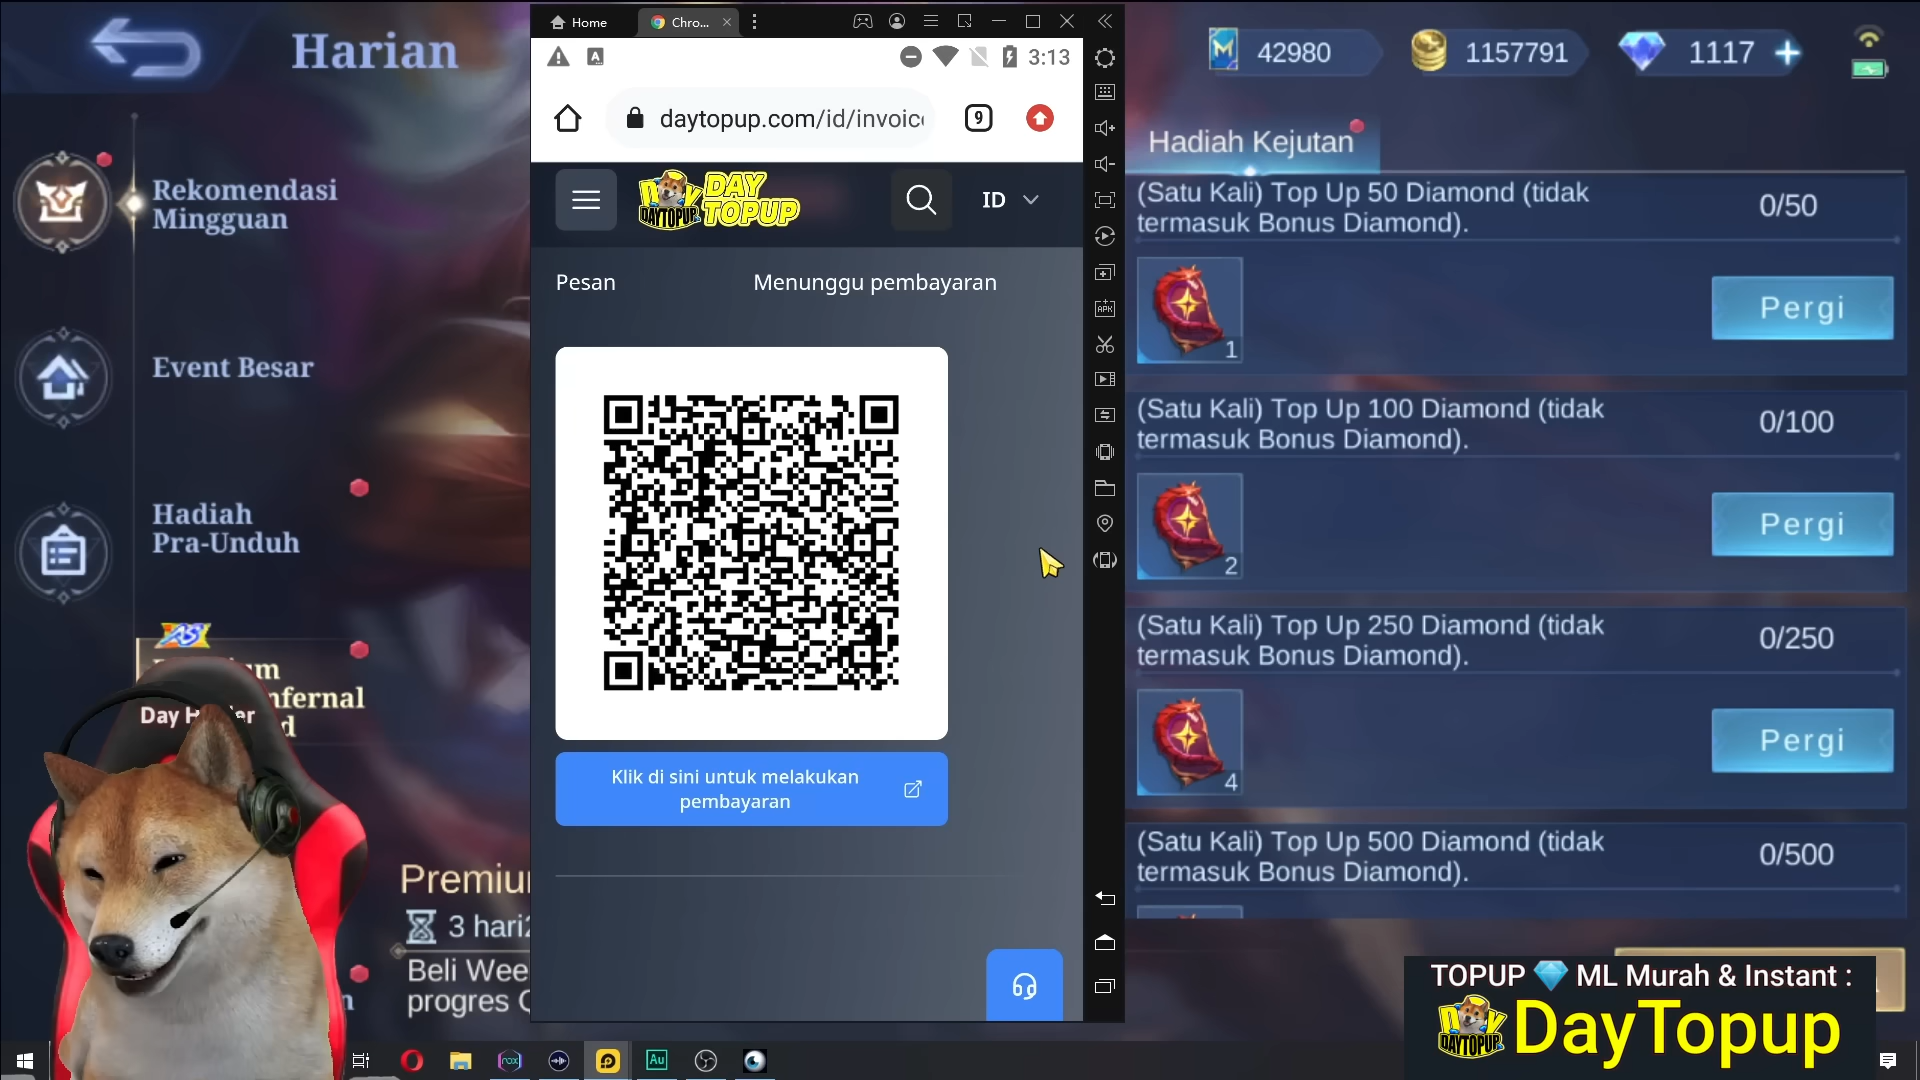 Harian
Rekomendasi
Mingguan
Event Besar
Hadiah
Pra-Unduh
Day H
er
Premiu
3 hari
Beli Wee
progres
Home
Chro...
3:13
daytopup.com/id/invoic
9
DAY
TOPUP
DAYTOPUP
ID
Pesan
Menunggu pembayaran
Klik di sini untuk melakukan
pembayaran
42980
1157791
1117
Hadiah Kejutan
(Satu Kali) Top Up 50 Diamond (tidak
termasuk Bonus Diamond).
0/50
1
Pergi
(Satu Kali) Top Up 100 Diamond (tidak
termasuk Bonus Diamond).
0/100
2
Pergi
(Satu Kali) Top Up 250 Diamond (tidak
termasuk Bonus Diamond).
0/250
4
Pergi
(Satu Kali) Top Up 500 Diamond (tidak
termasuk Bonus Diamond).
0/500
TOPUP ML Murah & Instant :
DAYTOPUP
DayTopup
Au